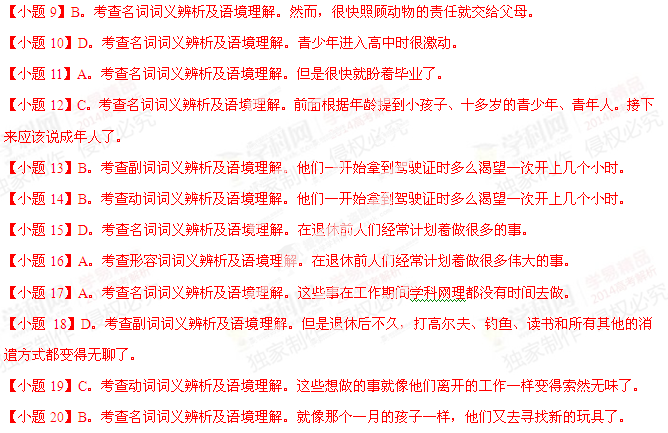 【小题 9】B。考查名词词义辨析及语境理解。然而，很快照顾动物的责任就交给父母。
【小题 10】D。考查名词词义辨析及语境理解。青少年进入高中时很激动。
【小题 11】A。考查名词词义辨析及语境理解。但是很快就盼着毕业了。
【小题 12】C。考查名词词义辨析及语境理解。前面根据年龄提到小孩子、十多岁的青少年、青年人。接下
来应该说成年人了。
【小题 13】B。考查副词词义辨析及语境理解。他们一开始拿到驾驶证时多么渴望一次开上几个小时。
【小题 14】B。考查动词词义辨析及语境理解。他们一开始拿到驾驶证时多么渴望一次开上几个小时。
【小题 15】D。考查名词词义辨析及语境理解。在退休前人们经常计划着做很多的事。
【小题 16】A。考查形容词词义辨析及语境理解。在退休前人们经常计划着做很多伟大的事。
【小题 17】A。考查名词词义辨析及语境理解。这些事在工作期间学科网理都没有时间去做。
【小题 18】D。考查副词词义辨析及语境理解。但是退休后不久，打高尔夫、钓鱼、读书和所有其他的消
遣方式都变得无聊了。
【小题 19】C。考查动词词义辨析及语境理解。这些想做的事就像他们离开的工作一样变得索然无味了。
【小题 20】B。考查名词词义辨析及语境理解。就像那个一月的孩子一样，他们又去寻找新的玩具了。